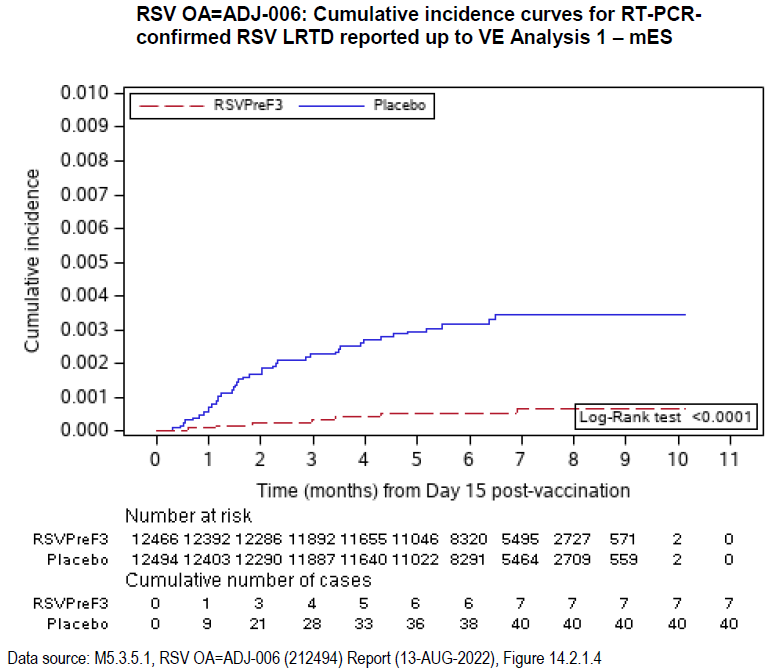 RSV OA=ADJ-006: Cumulative incidence curves for RT-PCR-
confirmed RSV LRTD reported up to VE Analysis 1 – mES
RSVPreF3 Placebo
Cumulative incidence
0.010
0.009
0.008
0.007
0.006
0.005
0.004
0.003
0.002
0.001
0.000
Log-Rank test <0.0001
0 1 2 3 4 5 6 7 8 9 10 11
Time (months) from Day 15 post-vaccination
Number at risk
RSVPreF3 12466 12392 12286 11892 11655 11046 8320 5495 2727 571 2 0
Placebo 12494 12403 12290 11887 11640 11022 8291 5464 2709 559 2 0
Cumulative number of cases
RSVPreF3 0 1 3 4 5 6 6 7 7 7 7 7
Placebo 0 9 21 28 33 36 38 40 40 40 40 40
Data source: M5.3.5.1, RSV OA=ADJ-006 (212494) Report (13-AUG-2022), Figure 14.2.1.4